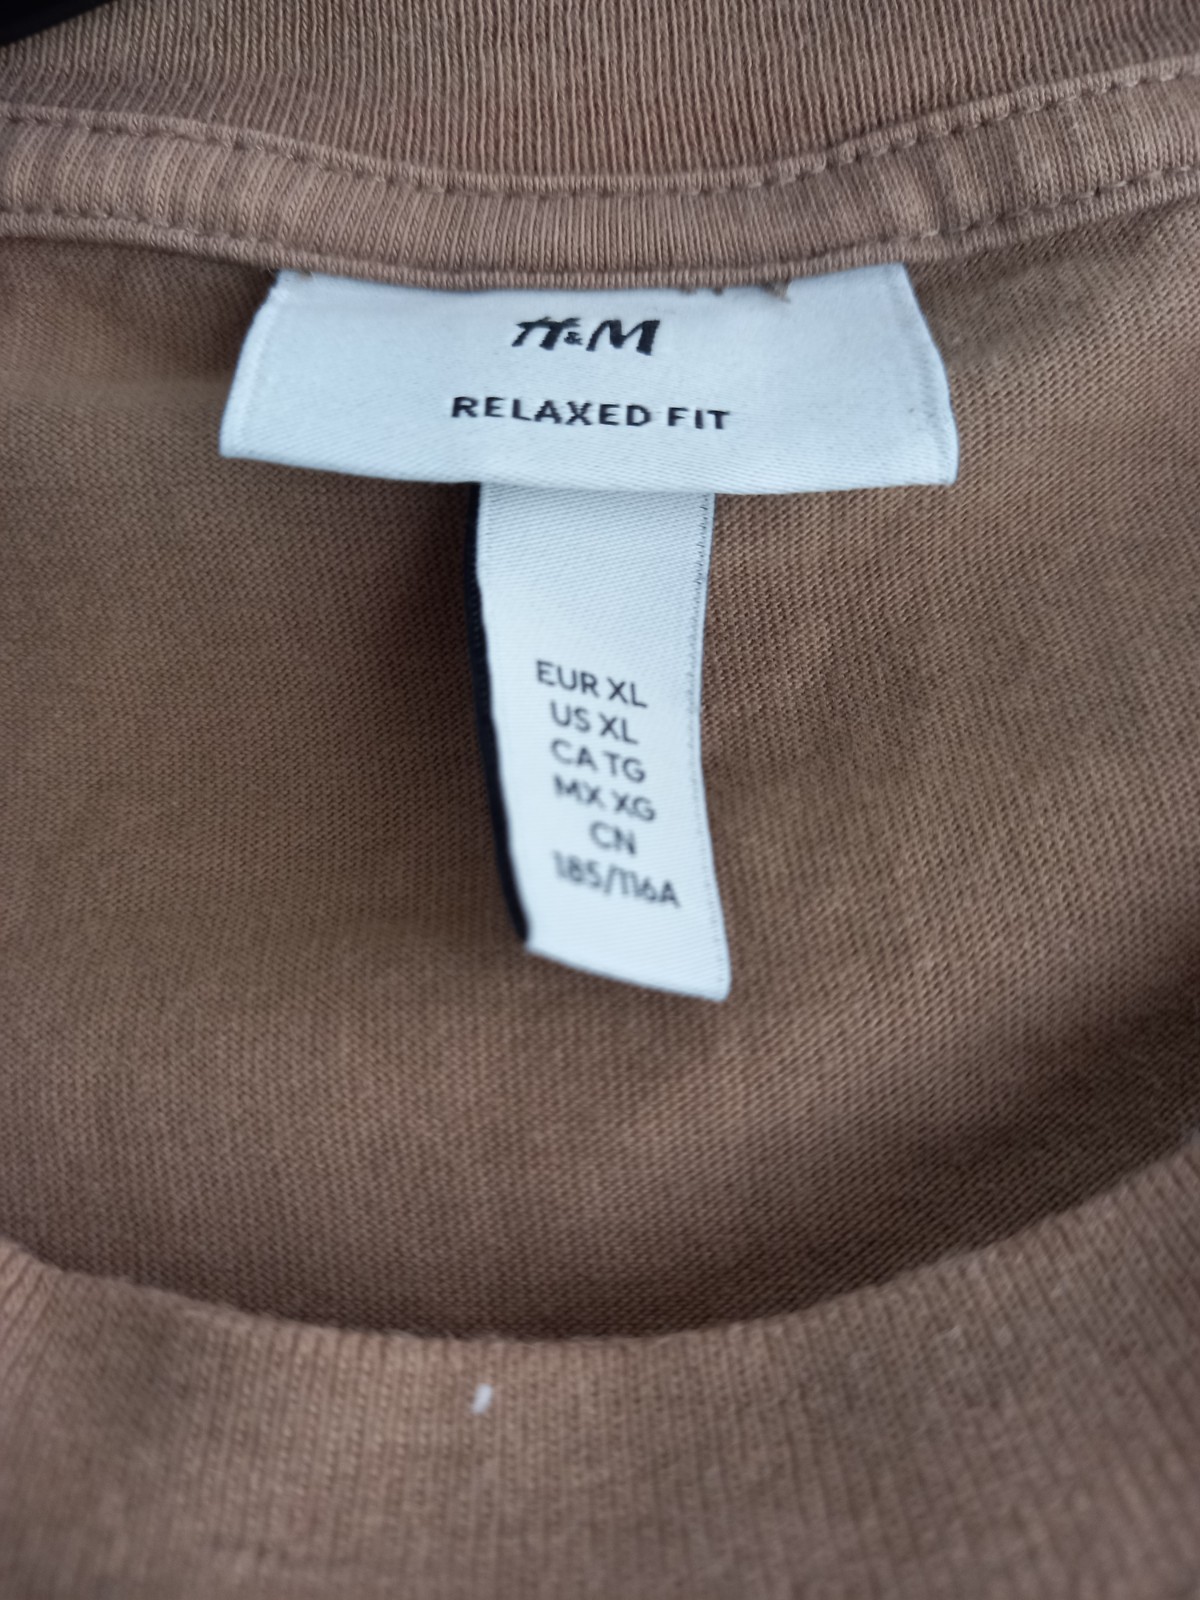 H&M
RELAXED FIT
EUR XL
US XL
CA TG
MX XG
CN
185/116A